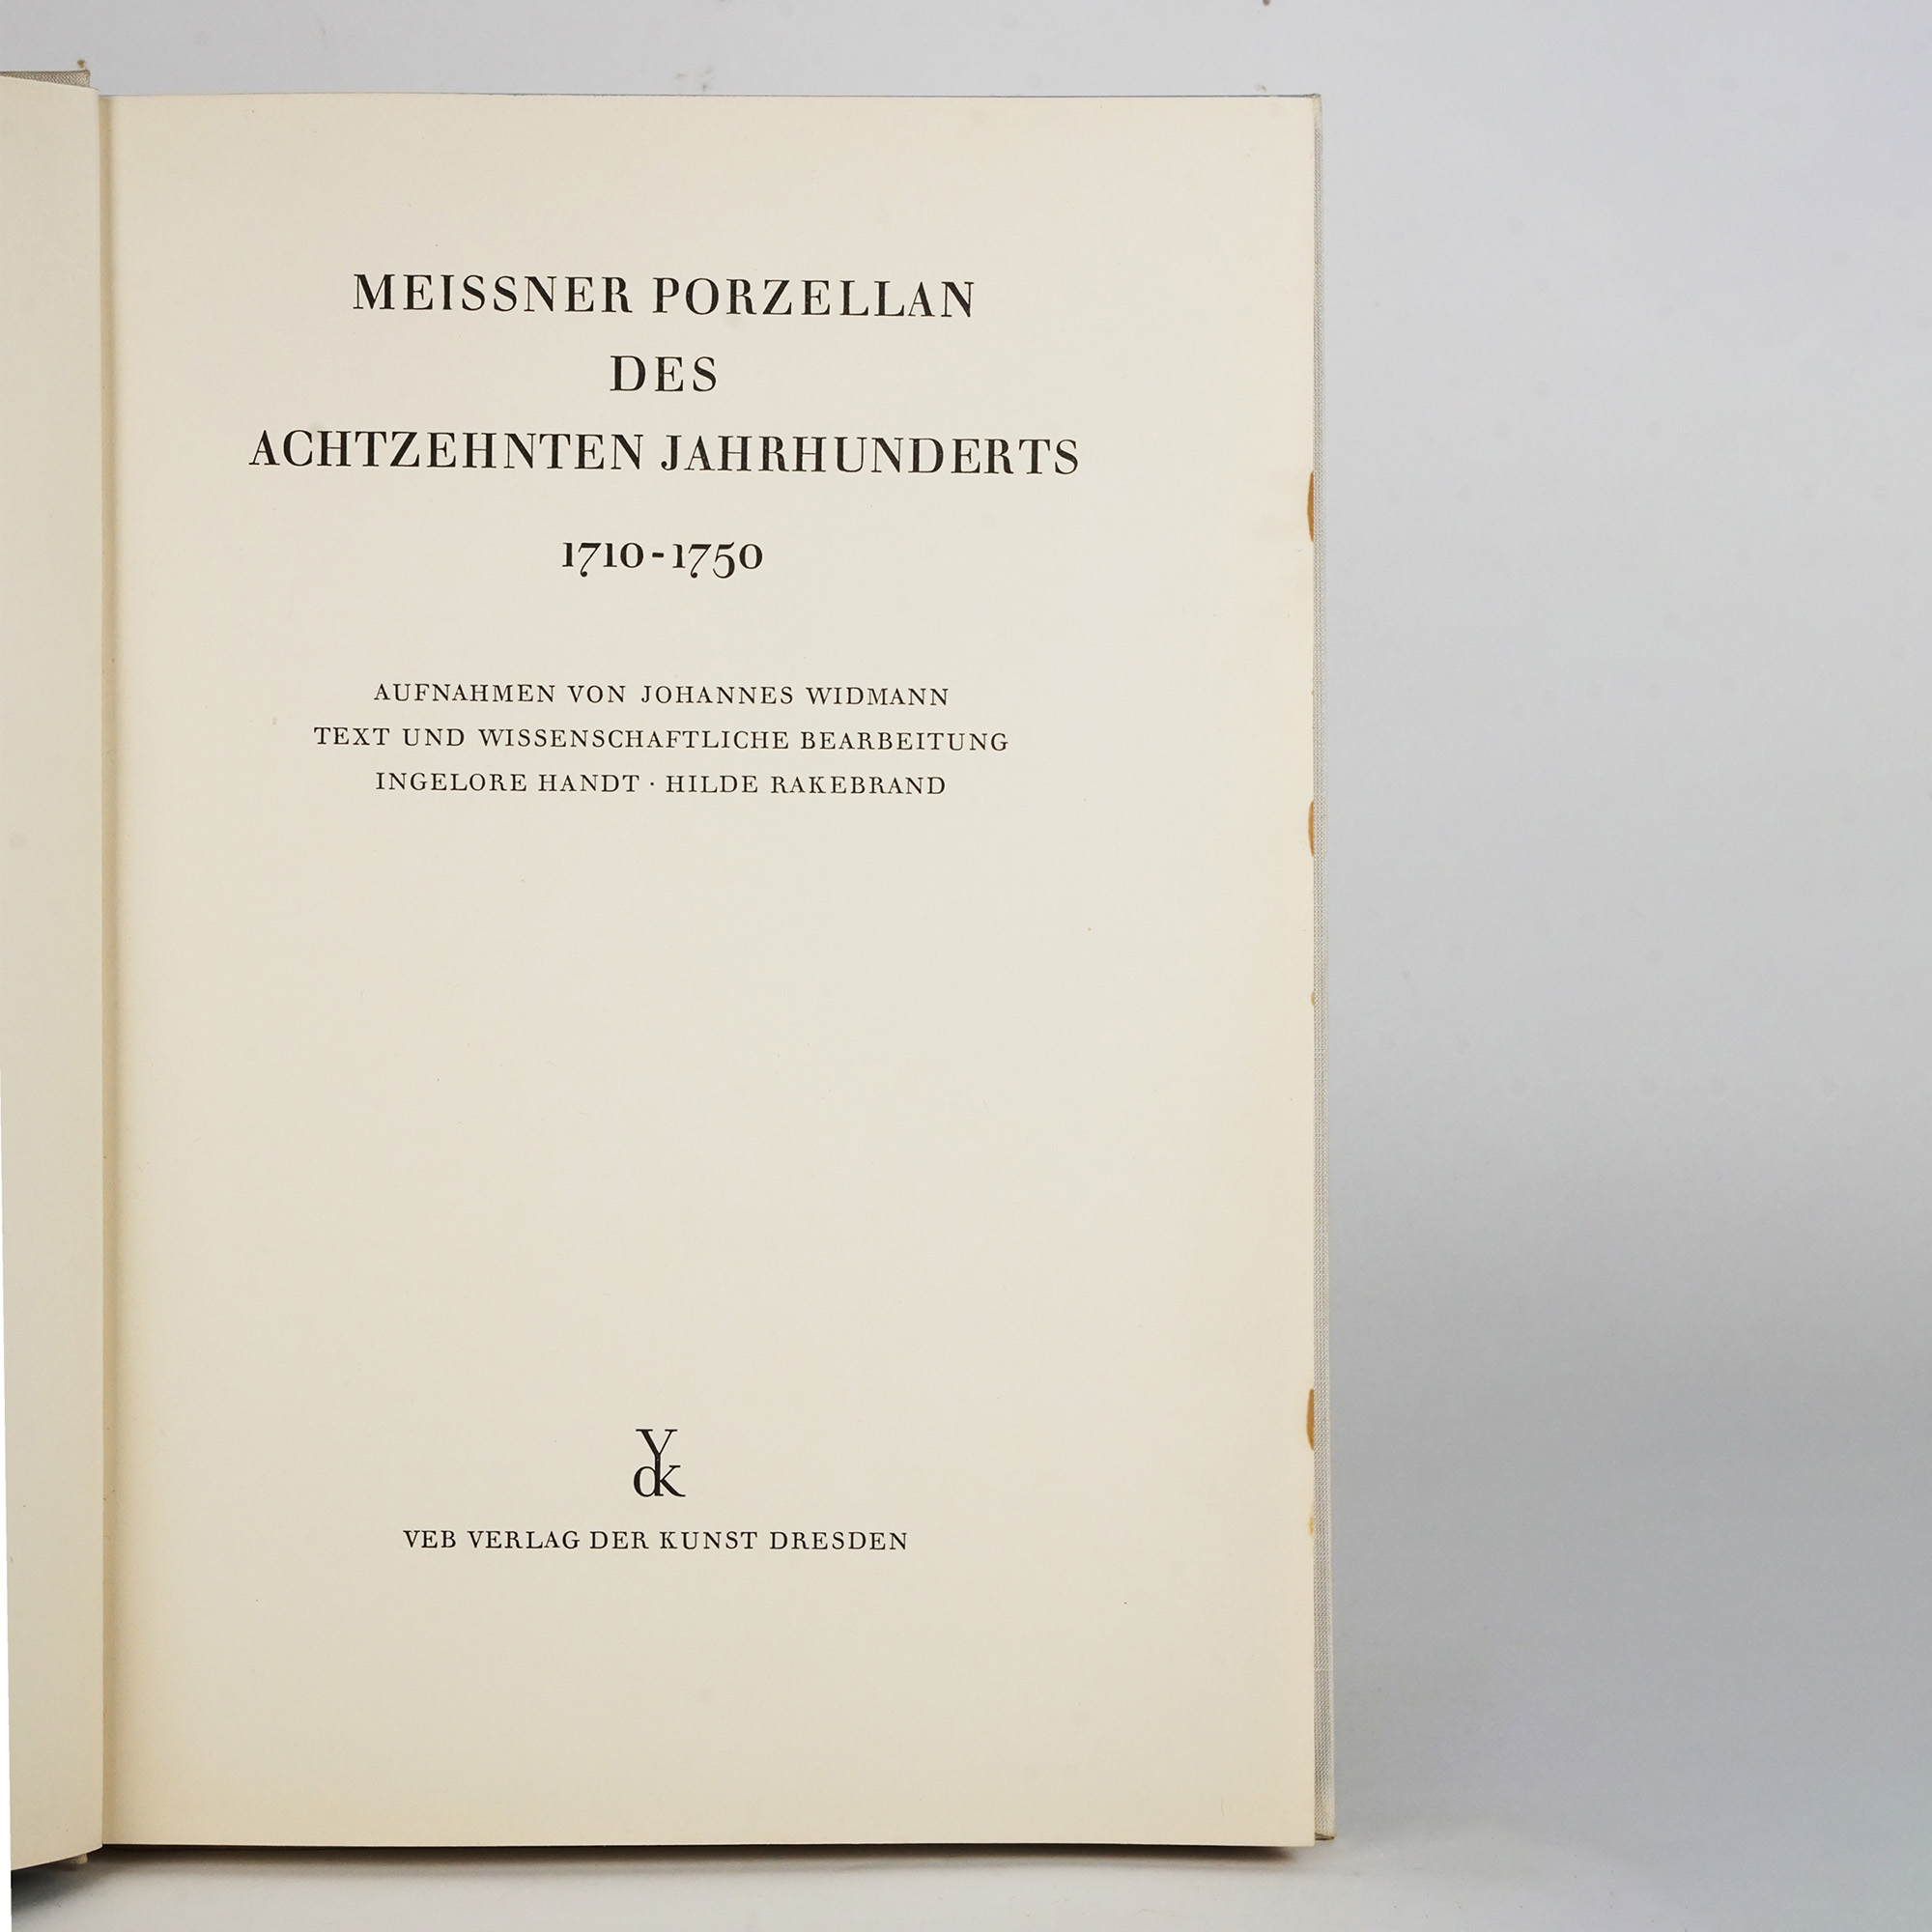 MEISSNER PORZELLAN
DES
ACHTZEHNTEN JAHRHUNDERTS
1710-1750
AUFNAHMEN VON JOHANNES WIDMANN
TEXT UND WISSENSCHAFTLICHE BEARBEITUNG
INGELORE HANDT · HILDE RAKEBRAND
V
dk
VEB VERLAG DER KUNST DRESDEN